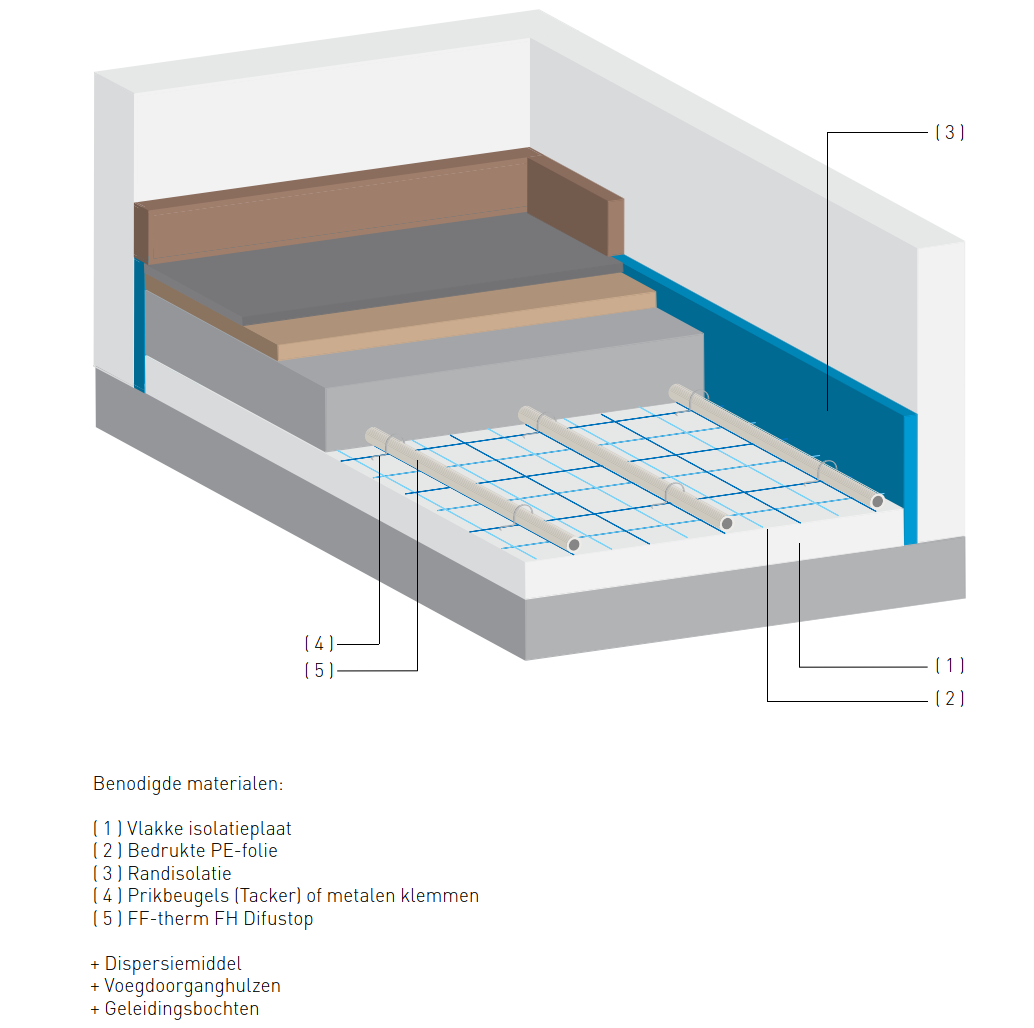 ( 3 )
( 4 )
( 5 )
( 1 )
( 2 )
Benodigde materialen:
( 1 ) Vlakke isolatieplaat
( 2 ) Bedrukte PE-folie
( 3 ) Randisolatie
( 4 ) Prikbeugels (Tacker) of metalen klemmen
( 5 ) FF-therm FH Difustop
+ Dispersiemiddel
+ Voegdoorganghulzen
+ Geleidingsbochten